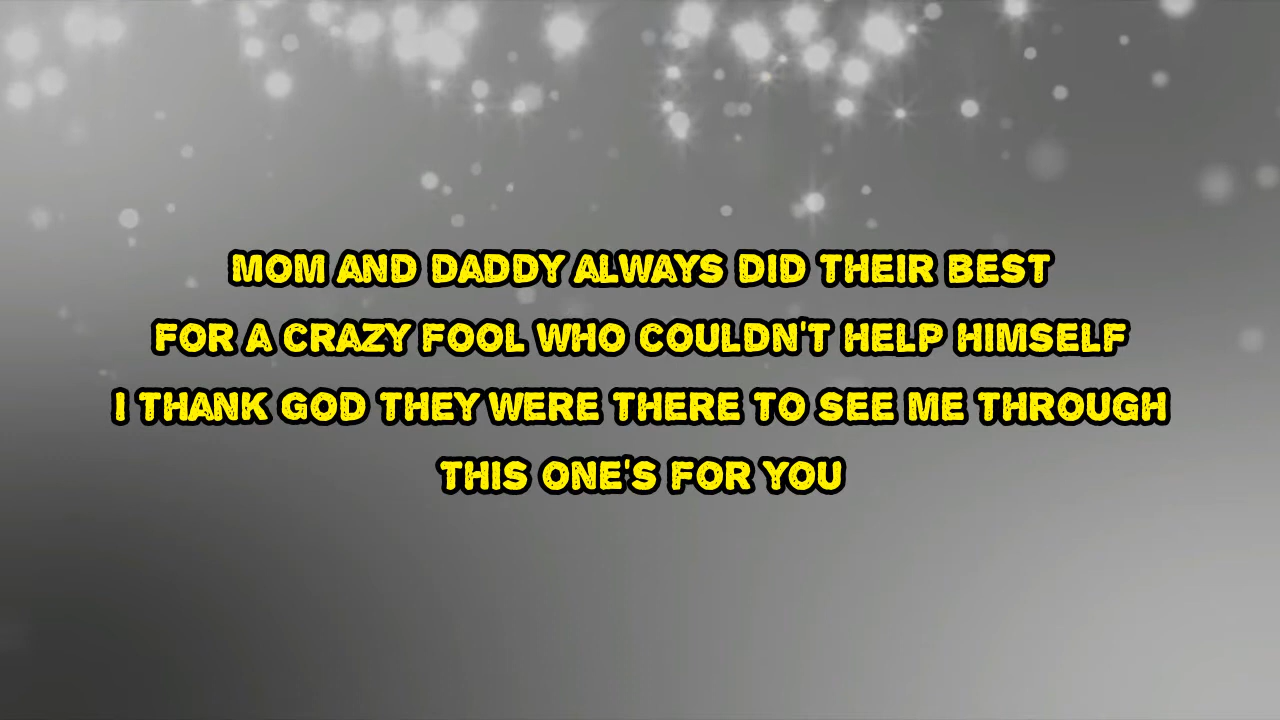 MOM AND DADDY ALWAYS DID THEIR BEST
FOR A CRAZY FOOL WHO COULDN'T HELP HIMSELF
I THANK GOD THEY WERE THERE TO SEE ME THROUGH
THIS ONE'S FOR YOU